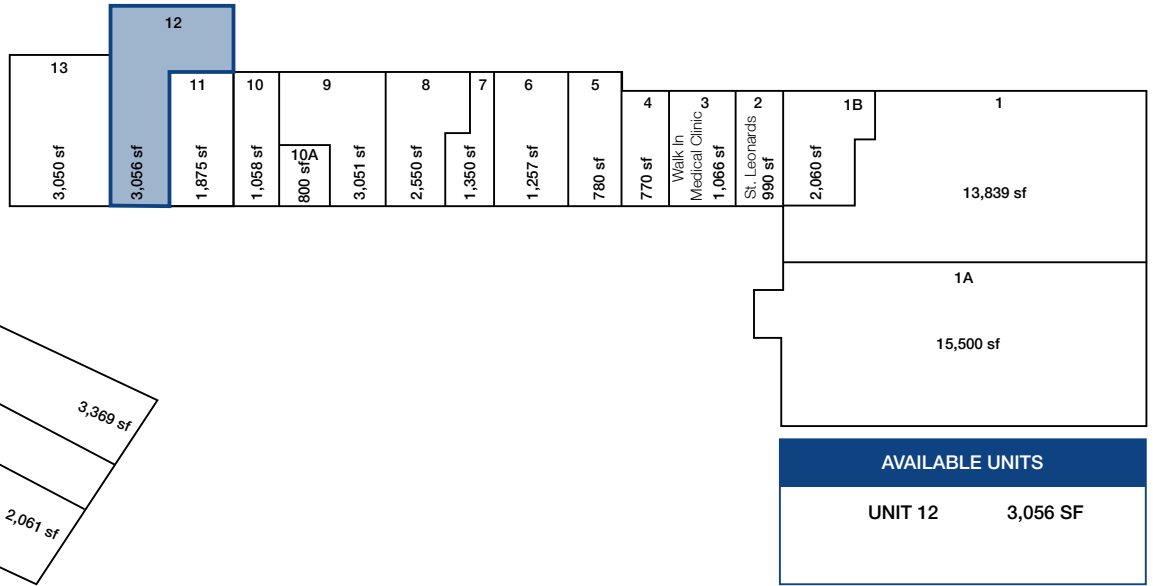 12
13
11
10
9
8
7
6
5
4
3
2
1B
1
3,050 sf
3,056 sf
1,875 sf
1,058 sf
10A
800 sf
3,051 sf
2,550 sf
1,350 sf
1,257 sf
780 sf
770 sf
Walk In
Medical Clinic
1,066 sf
St. Leonards
990 sf
2,060 sf
13,839 sf
1A
15,500 sf
3,369 sf
2,061 sf
AVAILABLE UNITS
UNIT 12 3,056 SF